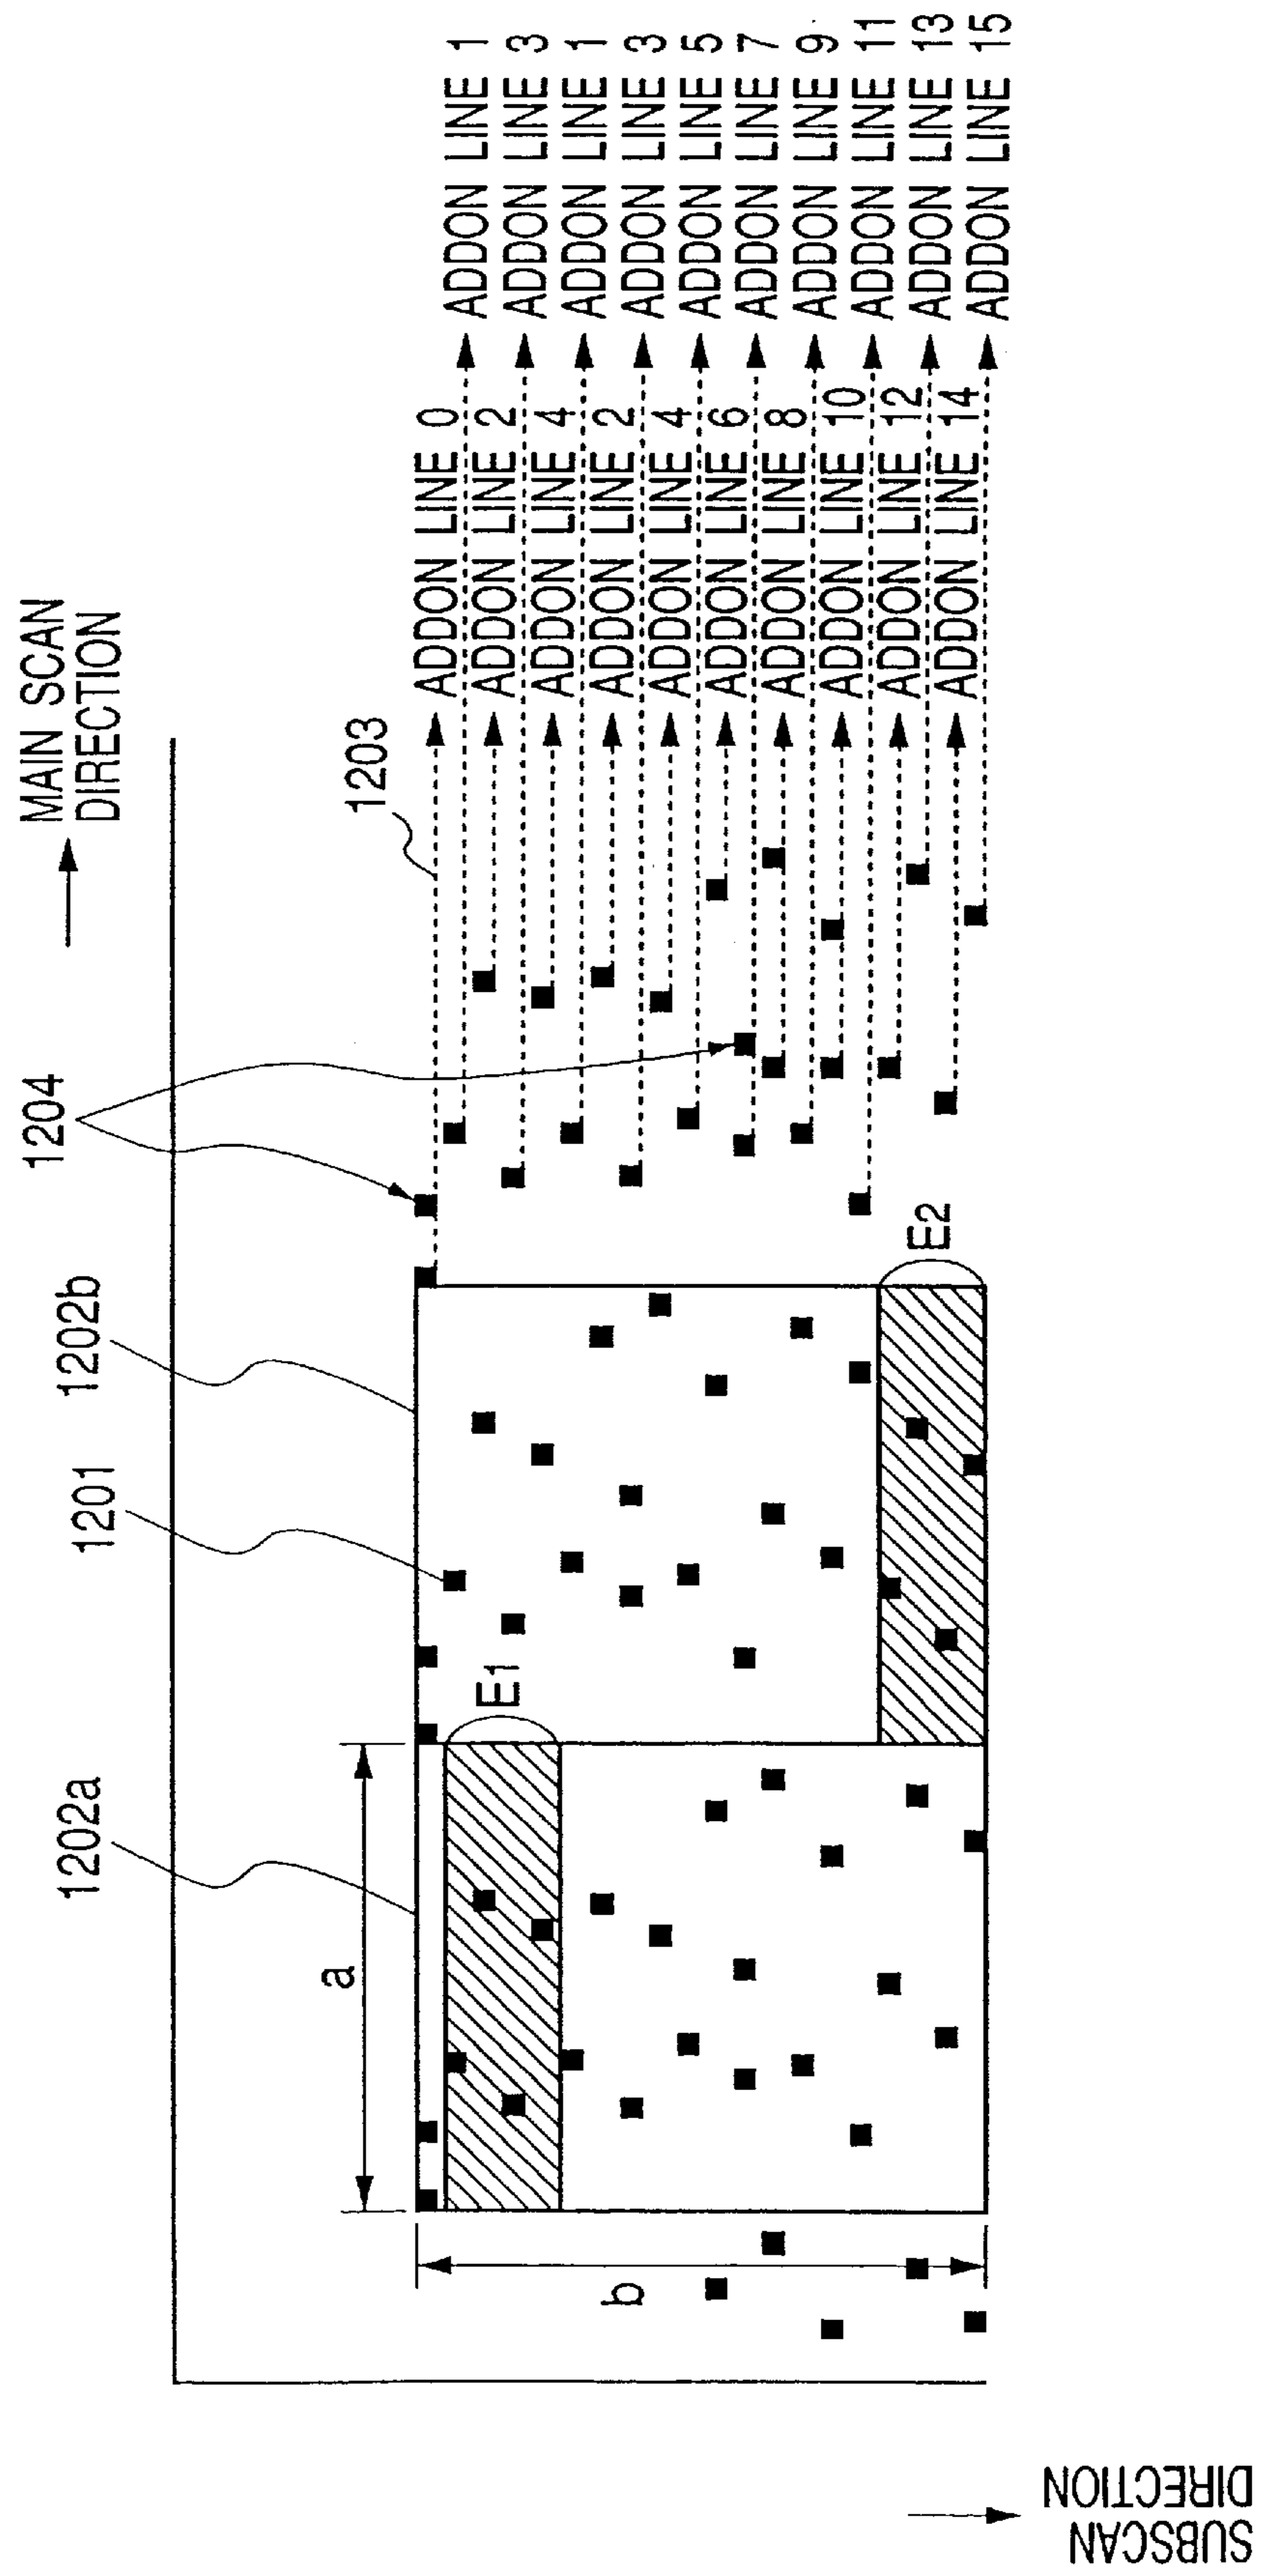 MAIN SCAN
DIRECTION
1204
1203
1202b
1201
1202a
a
b
E1
E2
ADDON LINE 0
ADDON LINE 2
ADDON LINE 4
ADDON LINE 2
ADDON LINE 4
ADDON LINE 6
ADDON LINE 8
ADDON LINE 10
ADDON LINE 12
ADDON LINE 14
ADDON LINE 1
ADDON LINE 3
ADDON LINE 1
ADDON LINE 3
ADDON LINE 5
ADDON LINE 7
ADDON LINE 9
ADDON LINE 11
ADDON LINE 13
ADDON LINE 15
SUBSCAN
DIRECTION